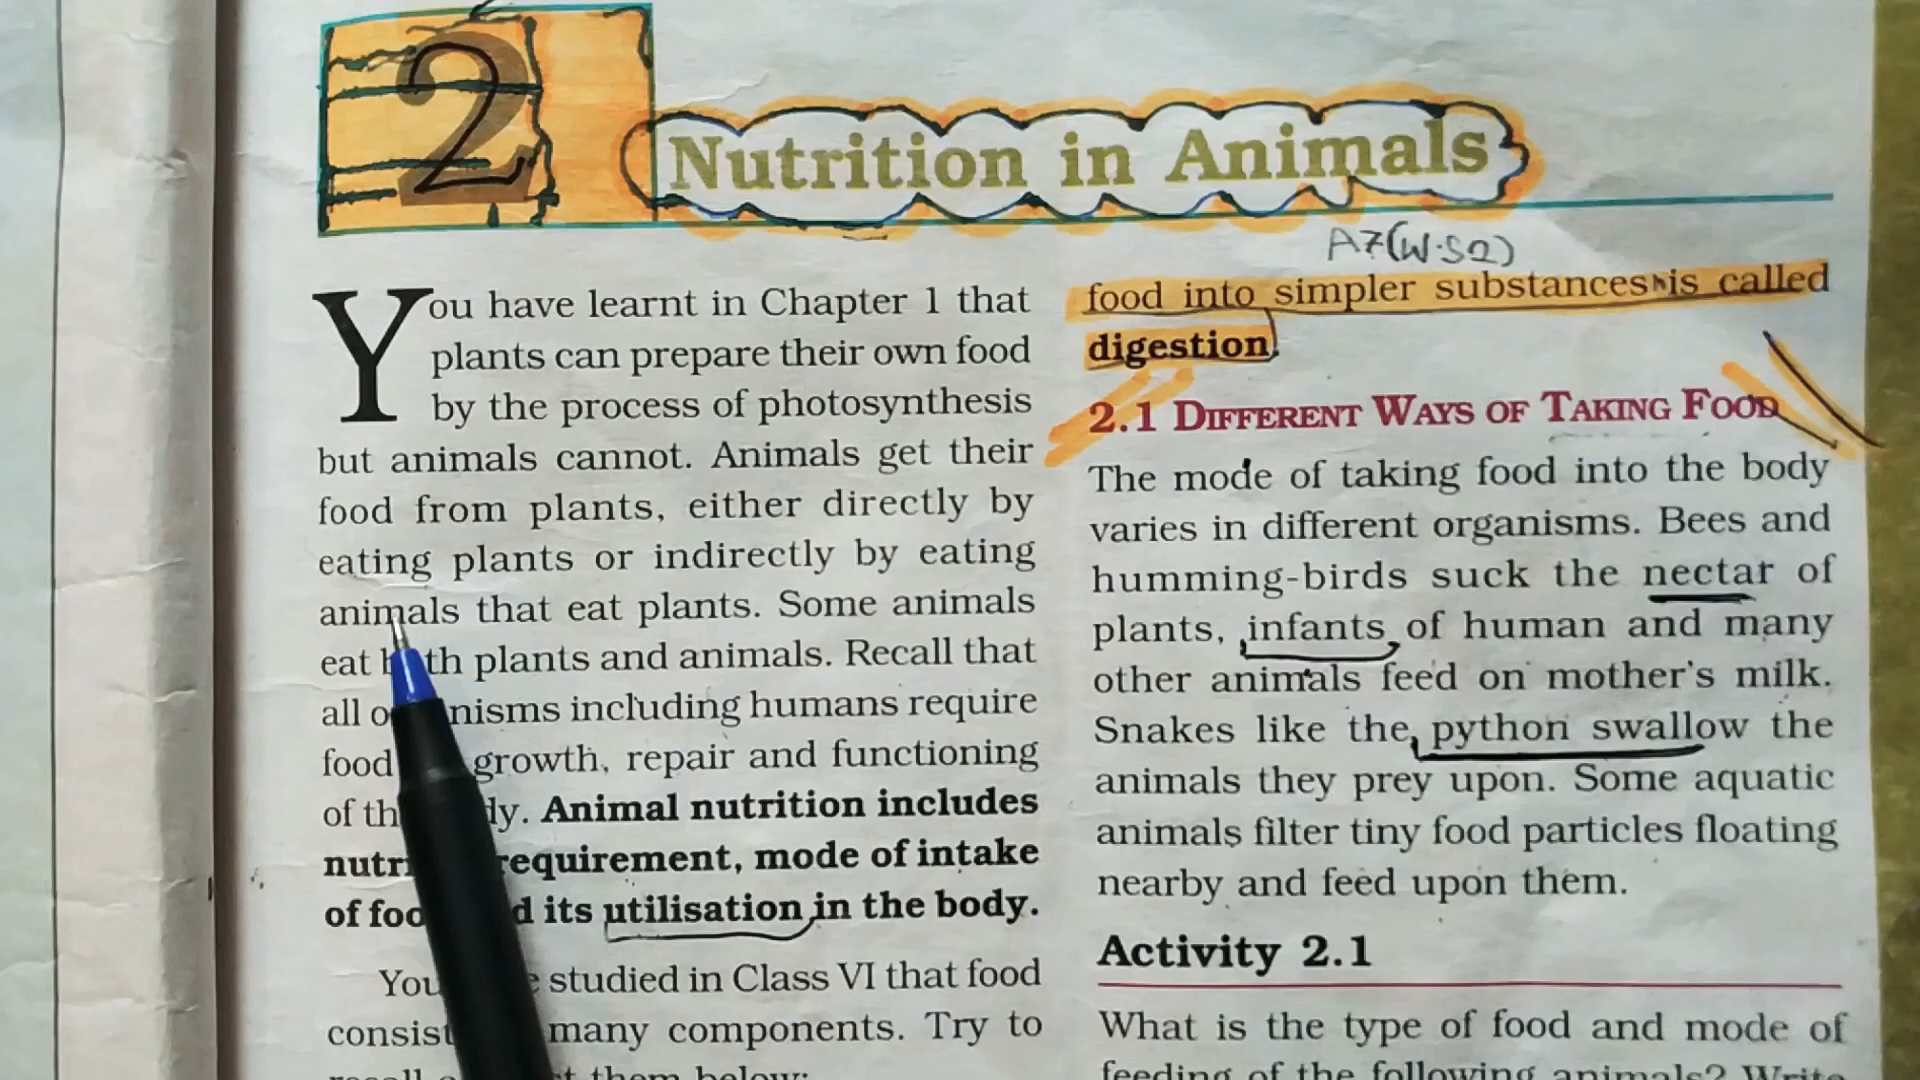 2
Nutrition in Animals
A7(W.S2)
You have learnt in Chapter 1 that
plants can prepare their own food
by the process of photosynthesis
but animals cannot. Animals get their
food from plants, either directly by
eating plants or indirectly by eating
animals that eat plants. Some animals
eat plants and animals. Recall that
all including humans require
food growth, repair and functioning
of Animal nutrition includes
requirement, mode of intake
of its utilisation in the body.
You studied in Class VI that food
many components. Try to
them below:
food into simpler substances is called
digestion.
2.1 DIFFERENT WAYS OF TAKING FOOD
The mode of taking food into the body
varies in different organisms. Bees and
humming-birds suck the nectar of
plants, infants of human and many
other animals feed on mother's milk.
Snakes like the python swallow the
animals they prey upon. Some aquatic
animals filter tiny food particles floating
nearby and feed upon them.
Activity 2.1
What is the type of food and mode of
feeding of the following animals? Write